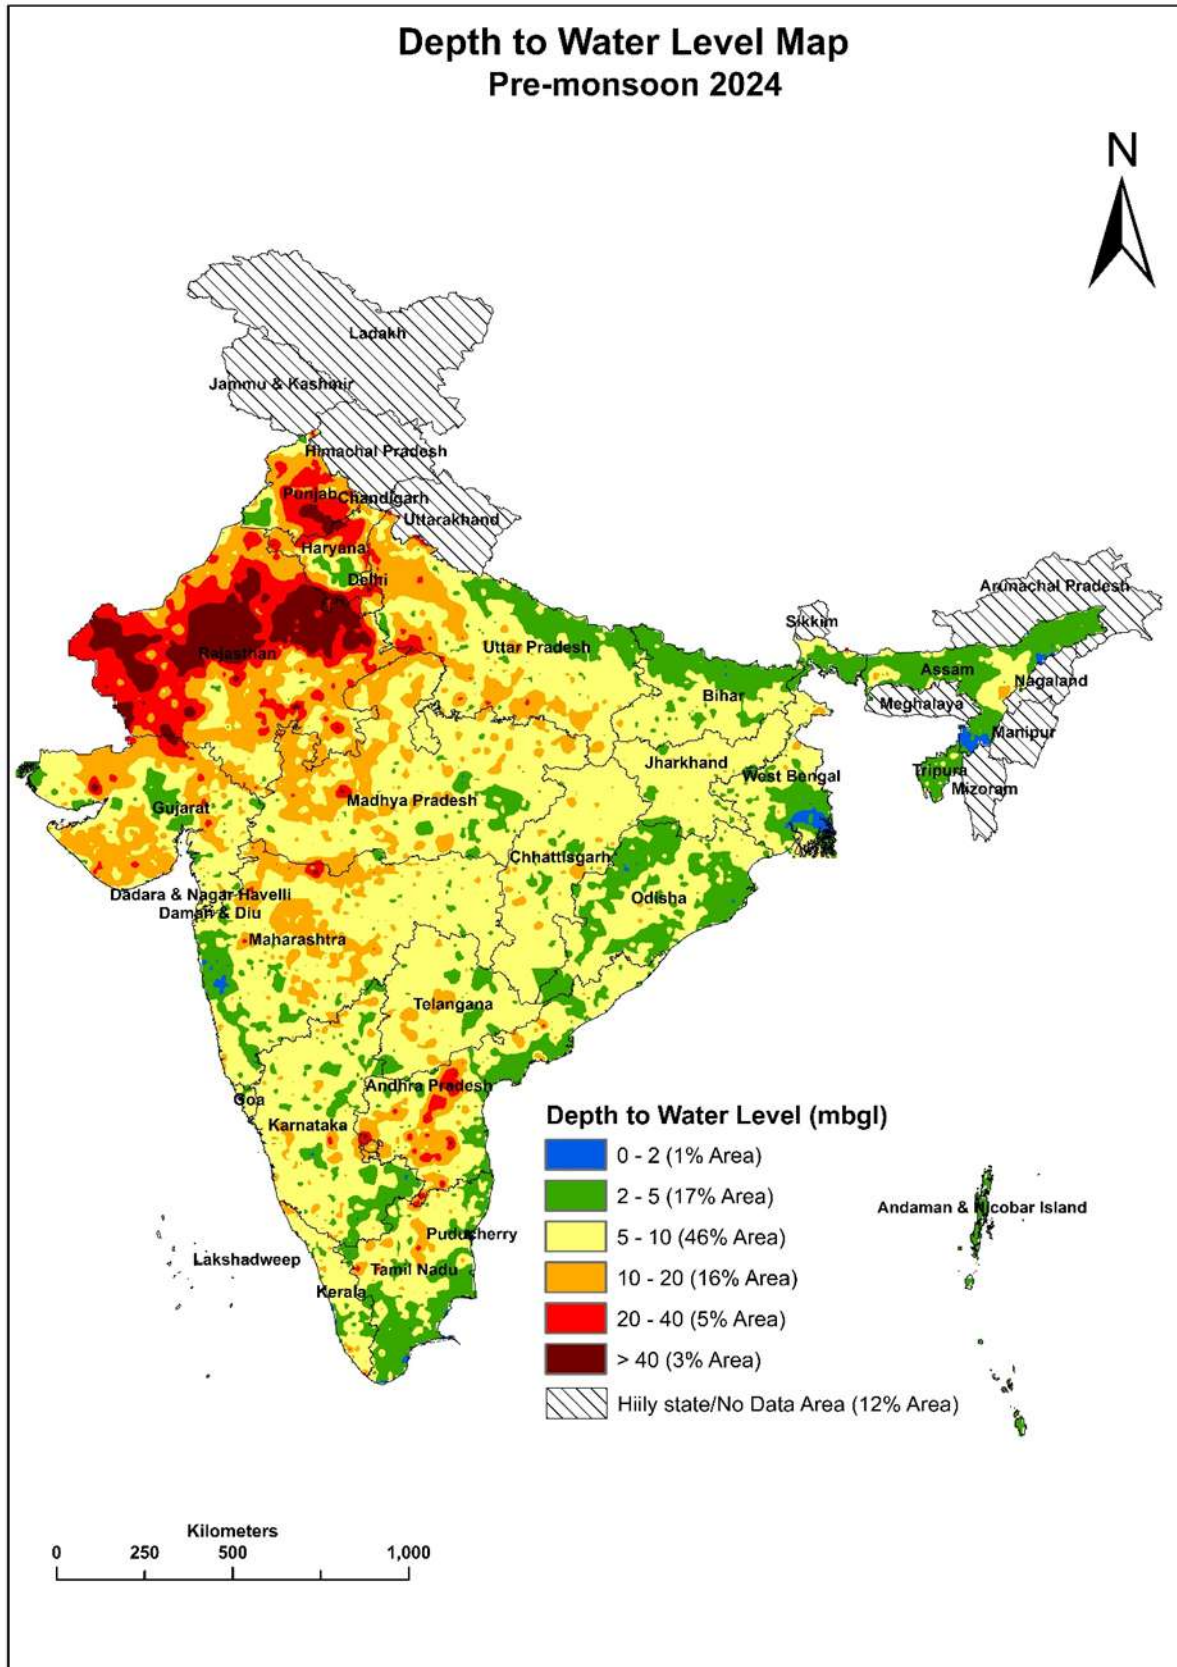 Depth to Water Level Map
Pre-monsoon 2024
N
Ladakh
Jammu & Kashmir
Himachal Pradesh
Punjab
Chandigarh
Uttarakhand
Haryana
Delhi
Arunachal Pradesh
Sikkim
Rajasthan
Uttar Pradesh
Assam
Nagaland
Bihar
Meghalaya
Manipur
Jharkhand
West Bengal
Tripura
Mizoram
Gujarat
Madhya Pradesh
Chhattisgarh
Dadara & Nagar Havelli
Daman & Diu
Odisha
Maharashtra
Telangana
Andhra Pradesh
Goa
Karnataka
Puducherry
Lakshadweep
Tamil Nadu
Kerala
Andaman & Nicobar Island
Depth to Water Level (mbgl)
0 - 2 (1% Area)
2 - 5 (17% Area)
5 - 10 (46% Area)
10 - 20 (16% Area)
20 - 40 (5% Area)
> 40 (3% Area)
Hiily state/No Data Area (12% Area)
Kilometers
0 250 500 1,000